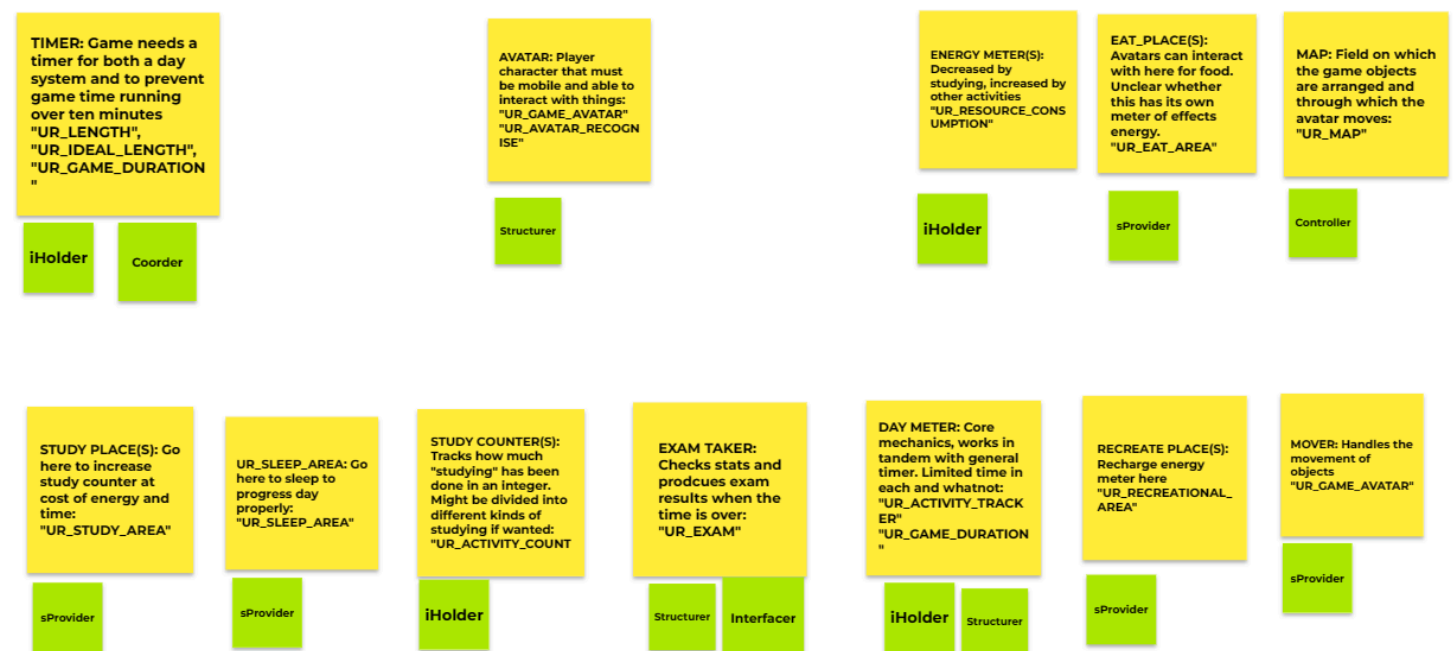 TIMER: Game needs a
timer for both a day
system and to prevent
game time running
over ten minutes
"UR_LENGTH",
"UR_IDEAL_LENGTH",
"UR_GAME_DURATION
"
iHolder
Coorder
AVATAR: Player
character that must
be mobile and able to
interact with things:
"UR_GAME_AVATAR"
"UR_AVATAR_RECOGN
ISE"
Structurer
ENERGY METER(S):
Decreased by
studying, increased by
other activities
"UR_RESOURCE_CONS
UMPTION"
iHolder
EAT_PLACE(S):
Avatars can interact
with here for food.
Unclear whether
this has its own
meter of effects
energy.
"UR_EAT_AREA"
sProvider
MAP: Field on which
the game objects
are arranged and
through which the
avatar moves:
"UR_MAP"
Controller
STUDY PLACE(S): Go
here to increase
study counter at
cost of energy and
time:
"UR_STUDY_AREA"
sProvider
UR_SLEEP_AREA: Go
here to sleep to
progress day
properly:
"UR_SLEEP_AREA"
sProvider
STUDY COUNTER(S):
Tracks how much
"studying" has been
done in an integer.
Might be divided into
different kinds of
studying if wanted:
"UR_ACTIVITY_COUNT
iHolder
EXAM TAKER:
Checks stats and
prodcues exam
results when the
time is over:
"UR_EXAM"
Structurer
Interfacer
DAY METER: Core
mechanics, works in
tandem with general
timer. Limited time in
each and whatnot:
"UR_ACTIVITY_TRACK
ER"
"UR_GAME_DURATION
"
iHolder
Structurer
RECREATE PLACE(S):
Recharge energy
meter here
"UR_RECREATIONAL_
AREA"
sProvider
MOVER: Handles the
movement of
objects
"UR_GAME_AVATAR"
sProvider